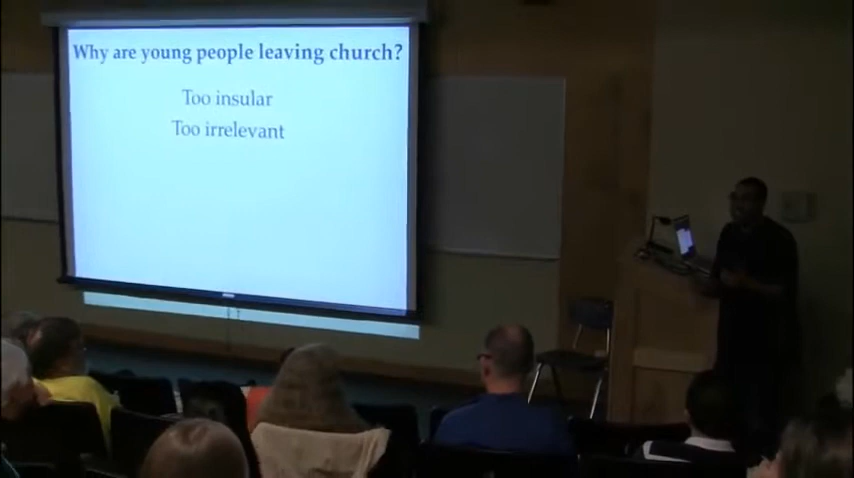 Why are young people leaving church?
Too insular
Too irrelevant